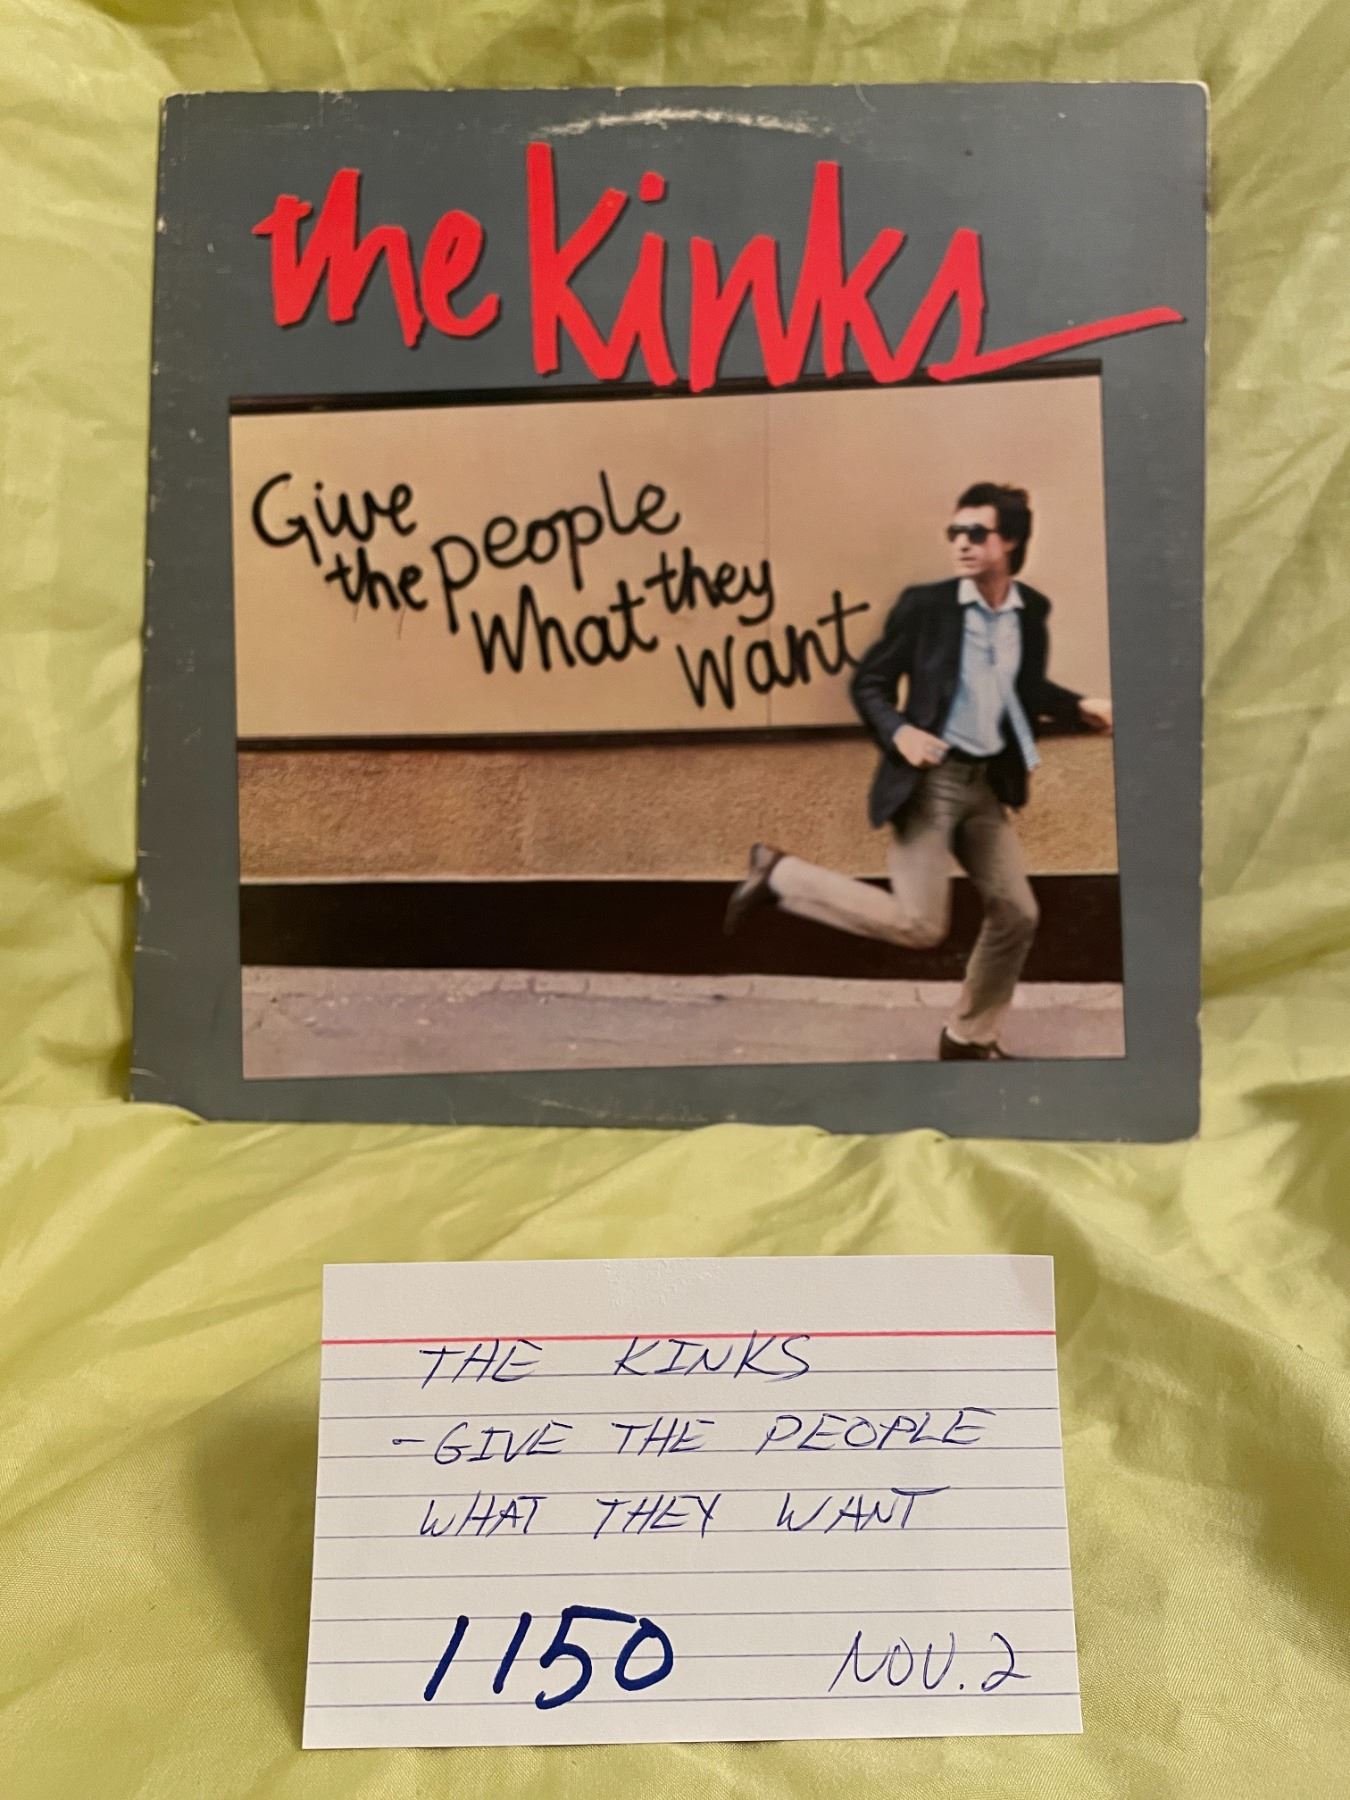 the Kinks
Give
the people
What they
want
THE KINKS
- GIVE THE PEOPLE
WHAT THEY WANT
1150 NOV. 2